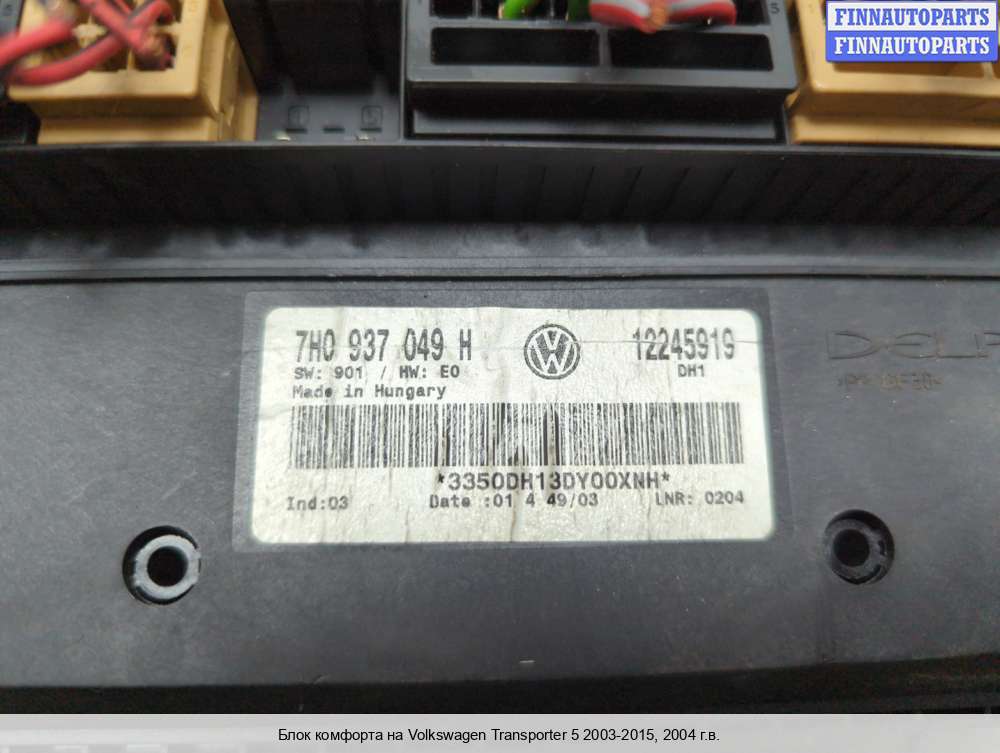 FINNAUTOPARTS
FINNAUTOPARTS
7H0 937 049 H
12245919
SW: 901 / HW: E0
DH1
Made in Hungary
*3350DH13DY00XNH*
Ind:03
Date :01 4 49/03
LNR: 0204
Блок комфорта на Volkswagen Transporter 5 2003-2015, 2004 г.в.